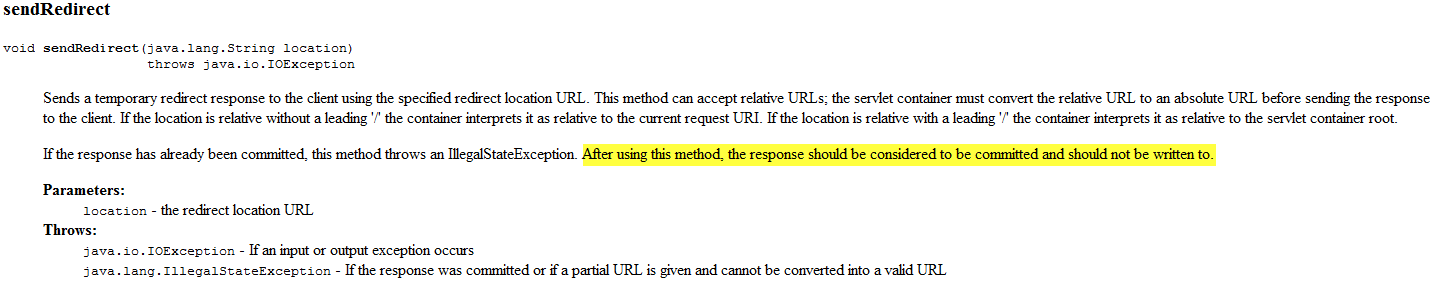 sendRedirect
void sendRedirect(java.lang.String location)
throws java.io.IOException
Sends a temporary redirect response to the client using the specified redirect location URL. This method can accept relative URLs; the servlet container must convert the relative URL to an absolute URL before sending the response
to the client. If the location is relative without a leading '/' the container interprets it as relative to the current request URI. If the location is relative with a leading '/' the container interprets it as relative to the servlet container root.
If the response has already been committed, this method throws an IllegalStateException. After using this method, the response should be considered to be committed and should not be written to.
Parameters:
location - the redirect location URL
Throws:
java.io.IOException - If an input or output exception occurs
java.lang.IllegalStateException - If the response was committed or if a partial URL is given and cannot be converted into a valid URL